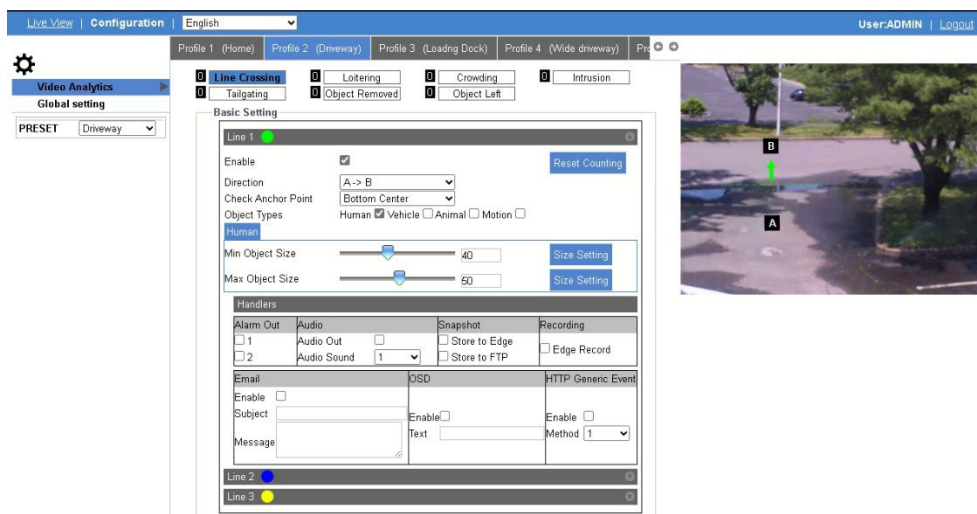 Live View | Configuration | English User:ADMIN | Logout
Profile 1 (Home) Profile 2 (Driveway) Profile 3 (Loadng Dock) Profile 4 (Wide driveway) Pro
Video Analytics
Global setting
PRESET Driveway
0 Line Crossing 0 Loitering 0 Crowding 0 Intrusion
0 Tailgating 0 Object Removed 0 Object Left
Basic Setting
Line 1
Enable Reset Counting
Direction A -> B
Check Anchor Point Bottom Center
Object Types Human Vehicle Animal Motion
Human
Min Object Size 40 Size Setting
Max Object Size 50 Size Setting
Handlers
Alarm Out Audio Snapshot Recording
1 Audio Out Store to Edge Edge Record
2 Audio Sound 1 Store to FTP
Email OSD HTTP Generic Event
Enable
Subject Enable Enable
Message Text Method 1
Line 2
Line 3
B
A